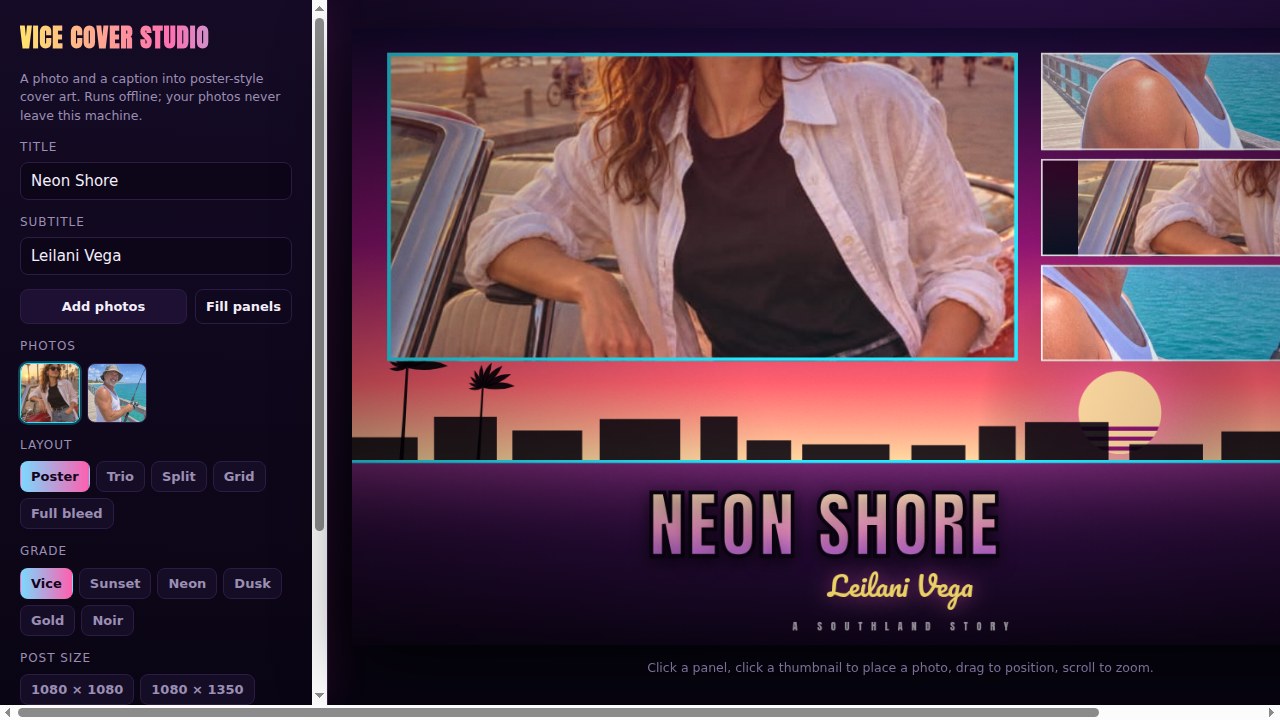 VICE COVER STUDIO
A photo and a caption into poster-style
cover art. Runs offline; your photos never
leave this machine.
TITLE
Neon Shore
SUBTITLE
Leilani Vega
Add photos
Fill panels
PHOTOS
LAYOUT
Poster
Trio
Split
Grid
Full bleed
GRADE
Vice
Sunset
Neon
Dusk
Gold
Noir
POST SIZE
1080 × 1080
1080 × 1350
NEON SHORE
Leilani Vega
A SOUTHLAND STORY
Click a panel, click a thumbnail to place a photo, drag to position, scroll to zoom.